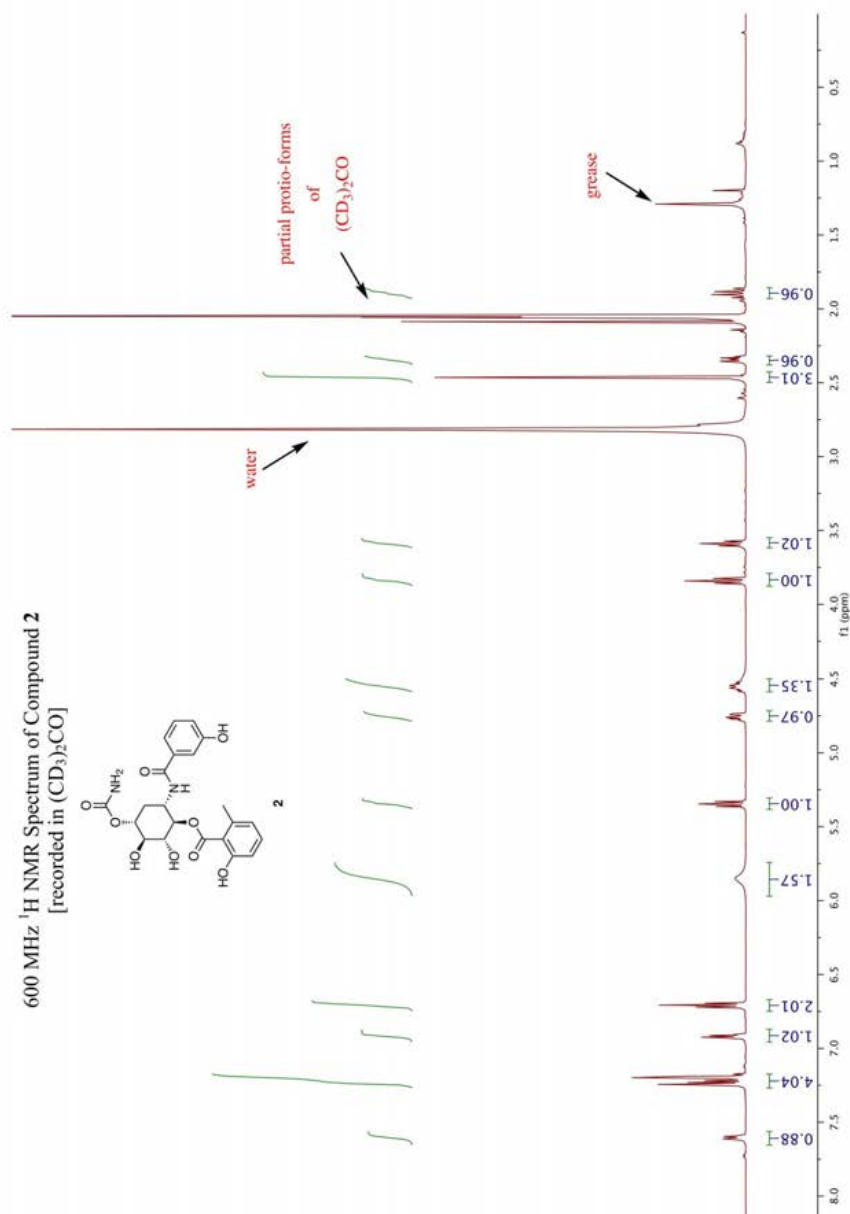 600 MHz ¹H NMR Spectrum of Compound 2
[recorded in (CD₃)₂CO]
O
NH₂
O
O
HO
N
H
OH
HO
O
O
HO
2
water
partial protio-forms
of
(CD₃)₂CO
grease
0.88
4.04
1.02
2.01
1.57
1.00
0.97
1.35
1.00
1.02
3.01
0.96
0.96
8.0
7.5
7.0
6.5
6.0
5.5
5.0
4.5
4.0
3.5
3.0
2.5
2.0
1.5
1.0
0.5
f1 (ppm)